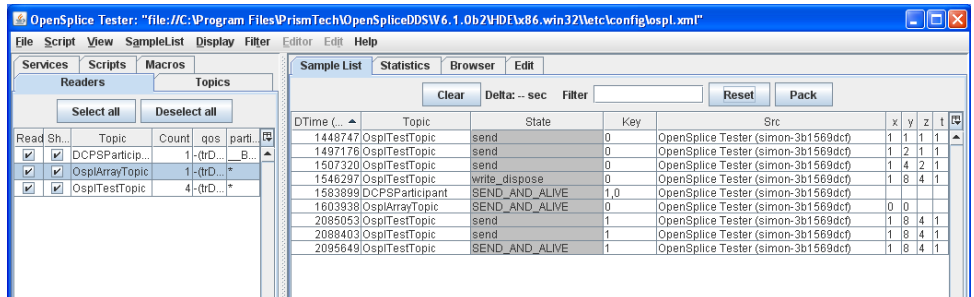 OpenSplice Tester: "file://C:\Program Files\PrismTech\OpenSpliceDDS\V6.1.0b2\HDE\x86.win32\\etc\config\ospl.xml"
File Script View SampleList Display Filter Editor Edit Help
Services Scripts Macros
Readers Topics
Select all Deselect all
Read Sh... Topic Count qos parti...
DCPSParticip... 1 -(trD... __B...
OsplArrayTopic 1 -(trD... *
OsplTestTopic 4 -(trD... *
Sample List Statistics Browser Edit
Clear Delta: -- sec Filter Reset Pack
DTime (... Topic State Key Src x y z t
1448747 OsplTestTopic send 0 OpenSplice Tester (simon-3b1569dcf) 1 1 1 1
1497176 OsplTestTopic send 0 OpenSplice Tester (simon-3b1569dcf) 1 2 1 1
1507320 OsplTestTopic send 0 OpenSplice Tester (simon-3b1569dcf) 1 4 2 1
1546297 OsplTestTopic write_dispose 0 OpenSplice Tester (simon-3b1569dcf) 1 8 4 1
1583899 DCPSParticipant SEND_AND_ALIVE 1,0 OpenSplice Tester (simon-3b1569dcf)
1603938 OsplArrayTopic SEND_AND_ALIVE 0 OpenSplice Tester (simon-3b1569dcf) 0 0
2085053 OsplTestTopic send 1 OpenSplice Tester (simon-3b1569dcf) 1 8 4 1
2088403 OsplTestTopic send 1 OpenSplice Tester (simon-3b1569dcf) 1 8 4 1
2095649 OsplTestTopic SEND_AND_ALIVE 1 OpenSplice Tester (simon-3b1569dcf) 1 8 4 1